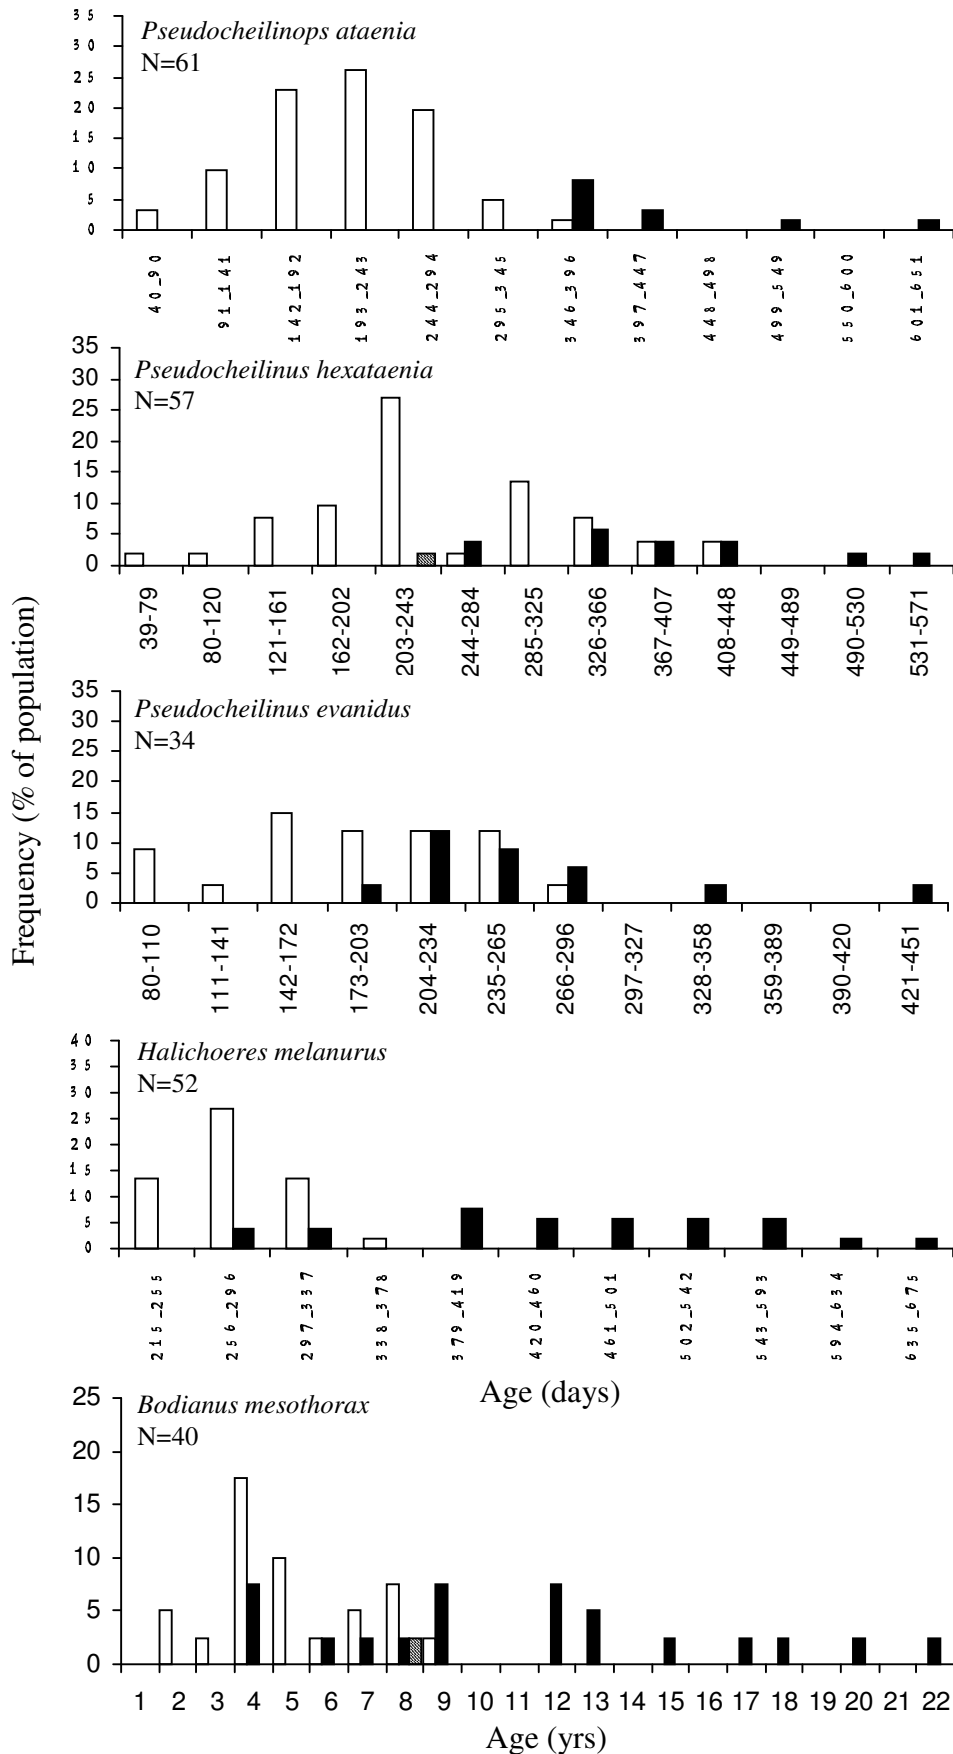 Frequency (% of population)
Pseudocheilinops ataenia
N=61
35
30
25
20
15
10
5
0
40_90 91_141 142_192 193_243 244_294 295_345 346_396 397_447 448_498 499_549 550_600 601_651
Pseudocheilinus hexataenia
N=57
35
30
25
20
15
10
5
0
39-79 80-120 121-161 162-202 203-243 244-284 285-325 326-366 367-407 408-448 449-489 490-530 531-571
Pseudocheilinus evanidus
N=34
35
30
25
20
15
10
5
0
80-110 111-141 142-172 173-203 204-234 235-265 266-296 297-327 328-358 359-389 390-420 421-451
Halichoeres melanurus
N=52
40
35
30
25
20
15
10
5
0
215_255 256_296 297_337 338_378 379_419 420_460 461_501 502_542 543_593 594_634 635_675
Age (days)
Bodianus mesothorax
N=40
25
20
15
10
5
0
1 2 3 4 5 6 7 8 9 10 11 12 13 14 15 16 17 18 19 20 21 22
Age (yrs)